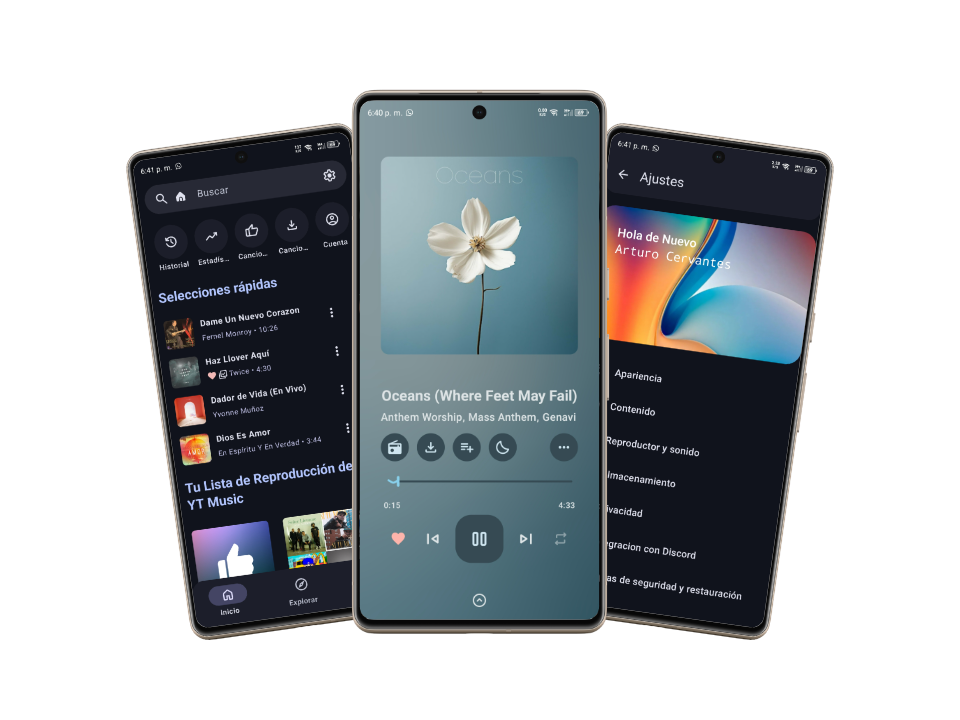 6:41 p. m.
Buscar
Historial
Estadís...
Cancio...
Cancio...
Cuenta
Selecciones rápidas
Dame Un Nuevo Corazon
Fernel Monroy • 10:26
Haz Llover Aquí
Twice • 4:30
Dador de Vida (En Vivo)
Yvonne Muñoz
Dios Es Amor
En Espíritu Y En Verdad • 3:44
Tu Lista de Reproducción de
YT Music
Inicio
Explorar
6:40 p. m.
Oceans
Oceans (Where Feet May Fail)
Anthem Worship, Mass Anthem, Genavi
0:15
4:33
6:41 p. m.
Ajustes
Hola de Nuevo
Arturo Cervantes
Apariencia
Contenido
Reproductor y sonido
lmacenamiento
ivacidad
egracion con Discord
as de seguridad y restauración